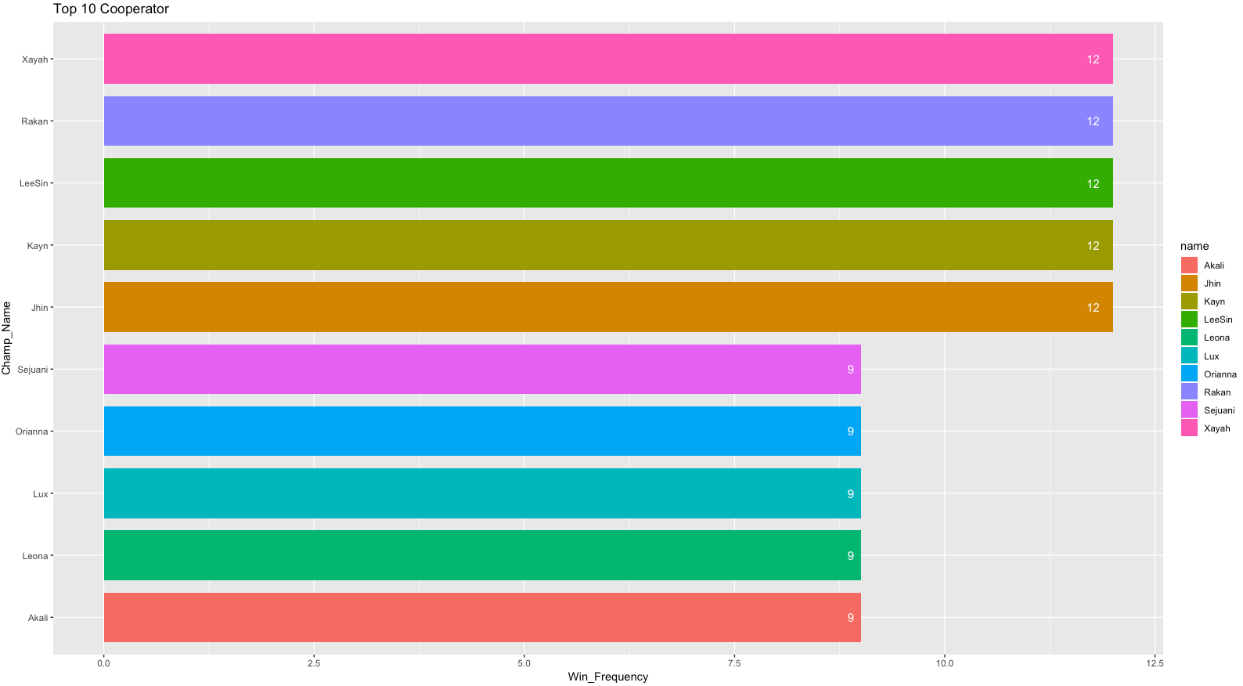 Top 10 Cooperator
Champ_Name
Xayah 12
Rakan 12
LeeSin 12
Kayn 12
Jhin 12
Sejuani 9
Orianna 9
Lux 9
Leona 9
Akali 9
0.0 2.5 5.0 7.5 10.0 12.5
Win_Frequency
name
Akali
Jhin
Kayn
LeeSin
Leona
Lux
Orianna
Rakan
Sejuani
Xayah